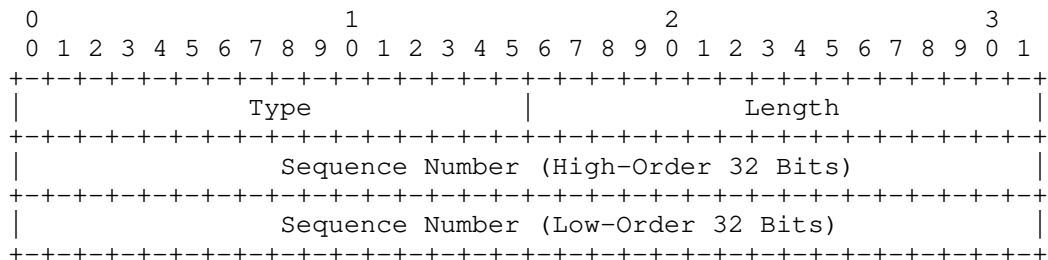 0                   1                   2                   3
 0 1 2 3 4 5 6 7 8 9 0 1 2 3 4 5 6 7 8 9 0 1 2 3 4 5 6 7 8 9 0 1
+-+-+-+-+-+-+-+-+-+-+-+-+-+-+-+-+-+-+-+-+-+-+-+-+-+-+-+-+-+-+-+-+
|              Type             |             Length            |
+-+-+-+-+-+-+-+-+-+-+-+-+-+-+-+-+-+-+-+-+-+-+-+-+-+-+-+-+-+-+-+-+
|                Sequence Number (High-Order 32 Bits)           |
+-+-+-+-+-+-+-+-+-+-+-+-+-+-+-+-+-+-+-+-+-+-+-+-+-+-+-+-+-+-+-+-+
|                Sequence Number (Low-Order 32 Bits)            |
+-+-+-+-+-+-+-+-+-+-+-+-+-+-+-+-+-+-+-+-+-+-+-+-+-+-+-+-+-+-+-+-+